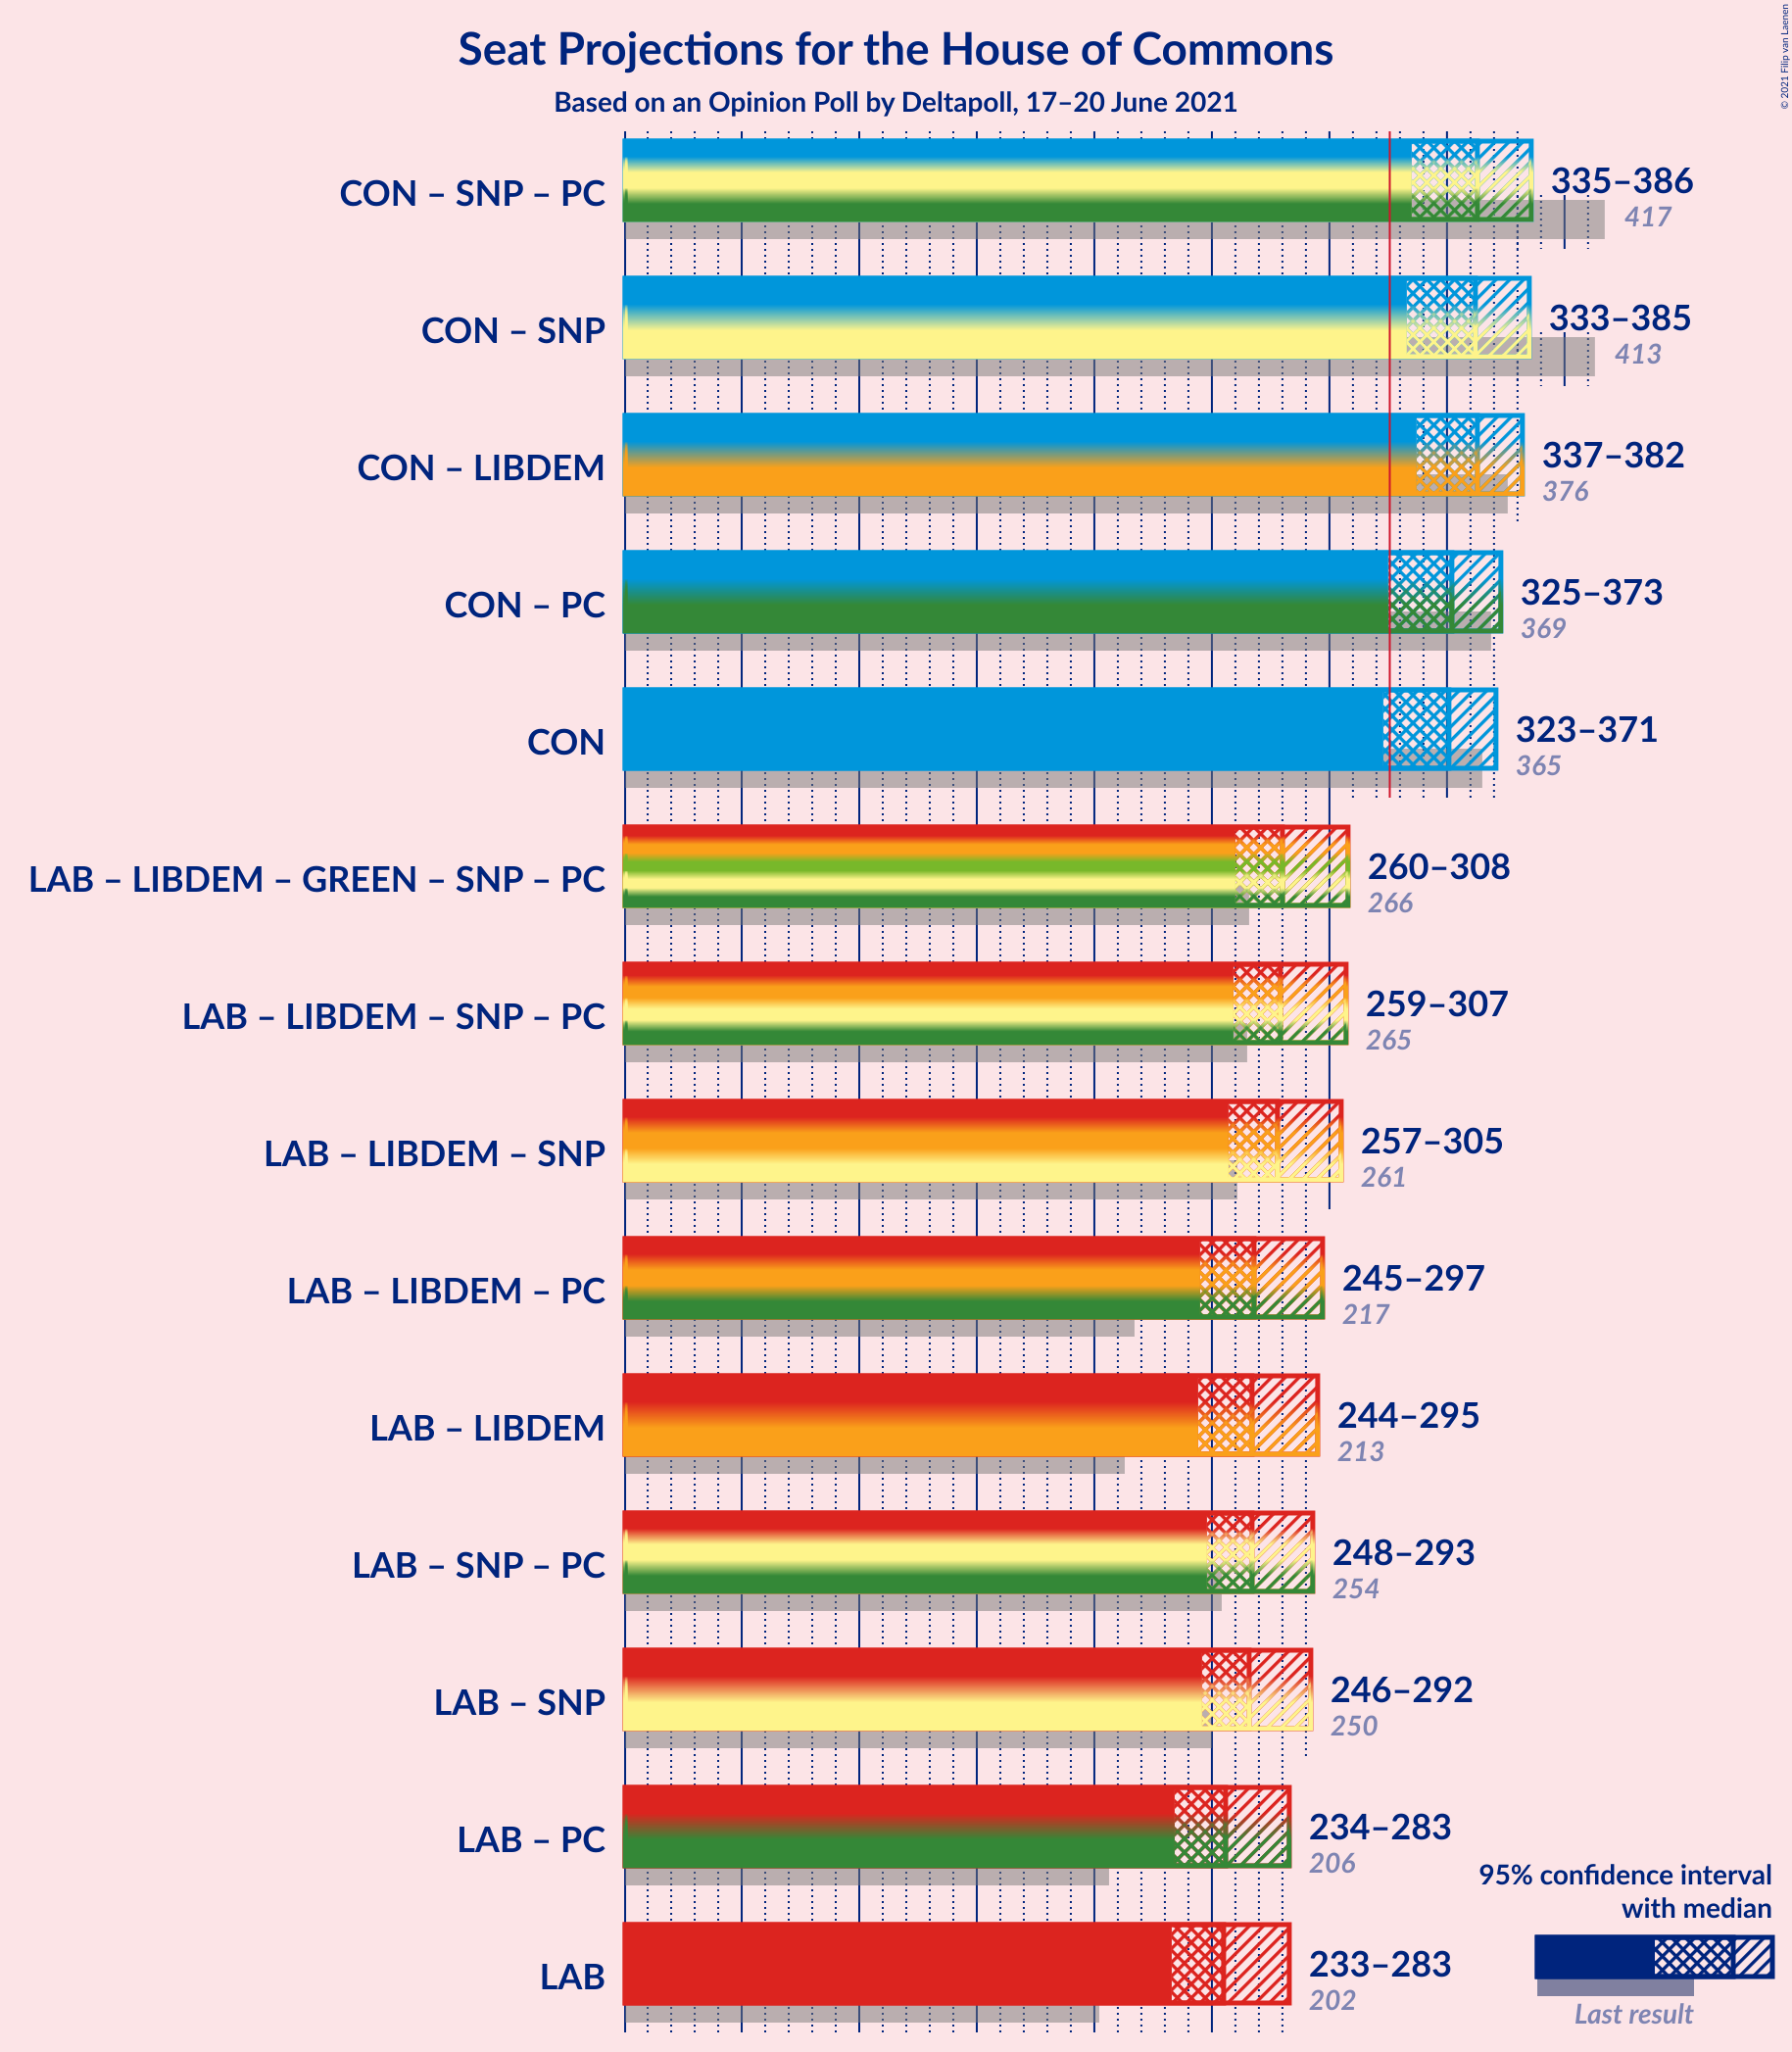 Seat Projections for the House of Commons
Based on an Opinion Poll by Deltapoll, 17–20 June 2021
© 2021 Filip van Laenen
CON – SNP – PC
335–386
417
CON – SNP
333–385
413
CON – LIBDEM
337–382
376
CON – PC
325–373
369
CON
323–371
365
LAB – LIBDEM – GREEN – SNP – PC
260–308
266
LAB – LIBDEM – SNP – PC
259–307
265
LAB – LIBDEM – SNP
257–305
261
LAB – LIBDEM – PC
245–297
217
LAB – LIBDEM
244–295
213
LAB – SNP – PC
248–293
254
LAB – SNP
246–292
250
LAB – PC
234–283
206
LAB
233–283
202
95% confidence interval
with median
Last result